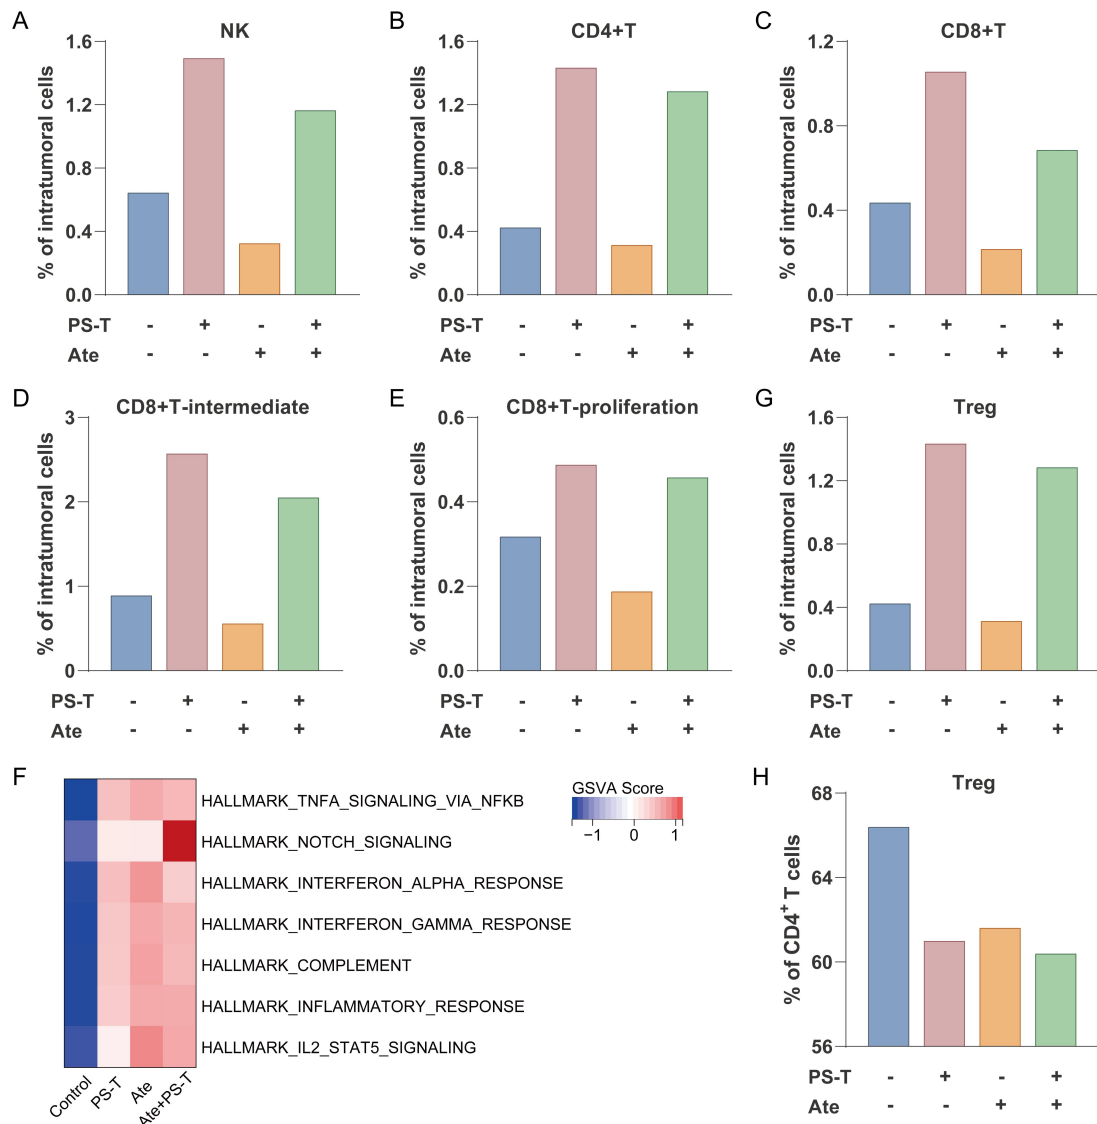 A
NK
% of intratumoral cells
1.6
1.2
0.8
0.4
0.0
PS-T - + - +
Ate - - + +
B
CD4+T
% of intratumoral cells
1.6
1.2
0.8
0.4
0.0
PS-T - + - +
Ate - - + +
C
CD8+T
% of intratumoral cells
1.2
0.8
0.4
0.0
PS-T - + - +
Ate - - + +
D
CD8+T-intermediate
% of intratumoral cells
3
2
1
0
PS-T - + - +
Ate - - + +
E
CD8+T-proliferation
% of intratumoral cells
0.6
0.4
0.2
0.0
PS-T - + - +
Ate - - + +
G
Treg
% of intratumoral cells
1.6
1.2
0.8
0.4
0.0
PS-T - + - +
Ate - - + +
F
HALLMARK_TNFA_SIGNALING_VIA_NFKB
HALLMARK_NOTCH_SIGNALING
HALLMARK_INTERFERON_ALPHA_RESPONSE
HALLMARK_INTERFERON_GAMMA_RESPONSE
HALLMARK_COMPLEMENT
HALLMARK_INFLAMMATORY_RESPONSE
HALLMARK_IL2_STAT5_SIGNALING
Control
PS-T
Ate
Ate+PS-T
GSVA Score
−1 0 1
H
Treg
% of CD4⁺ T cells
68
64
60
56
PS-T - + - +
Ate - - + +